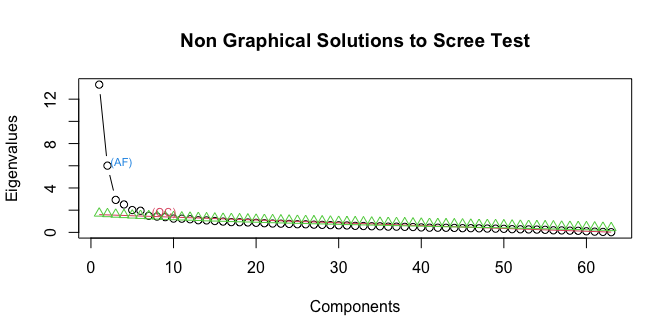 Non Graphical Solutions to Scree Test
Eigenvalues
12
8
4
0
(AF)
(OC)
0 10 20 30 40 50 60
Components